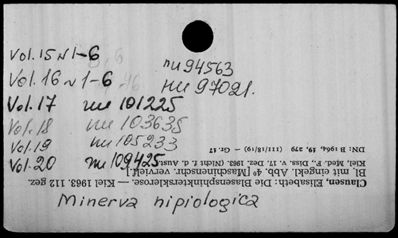 Vol. 15 N 1-6
nu 94563
Vol. 16 N 1-6
nu 97021.
Vol. 17 nu 101225
Vol. 18 nu 103635
Vol. 19 nu 105233
Vol. 20 nu 109425
Minerva nipiologica
Clausen, Elisabeth: Die Blasensphinktersklerose. — Kiel 1963. 112 gez.
Bl. mit eingekl. Abb. 4° [Maschinenschr. vervielf.]
Kiel, Med. F., Diss. v. 17. Dez. 1963. (Nicht f. d. Aust.)
DN: B 1964, 19, 279 (III/18/19) - Gr. 17